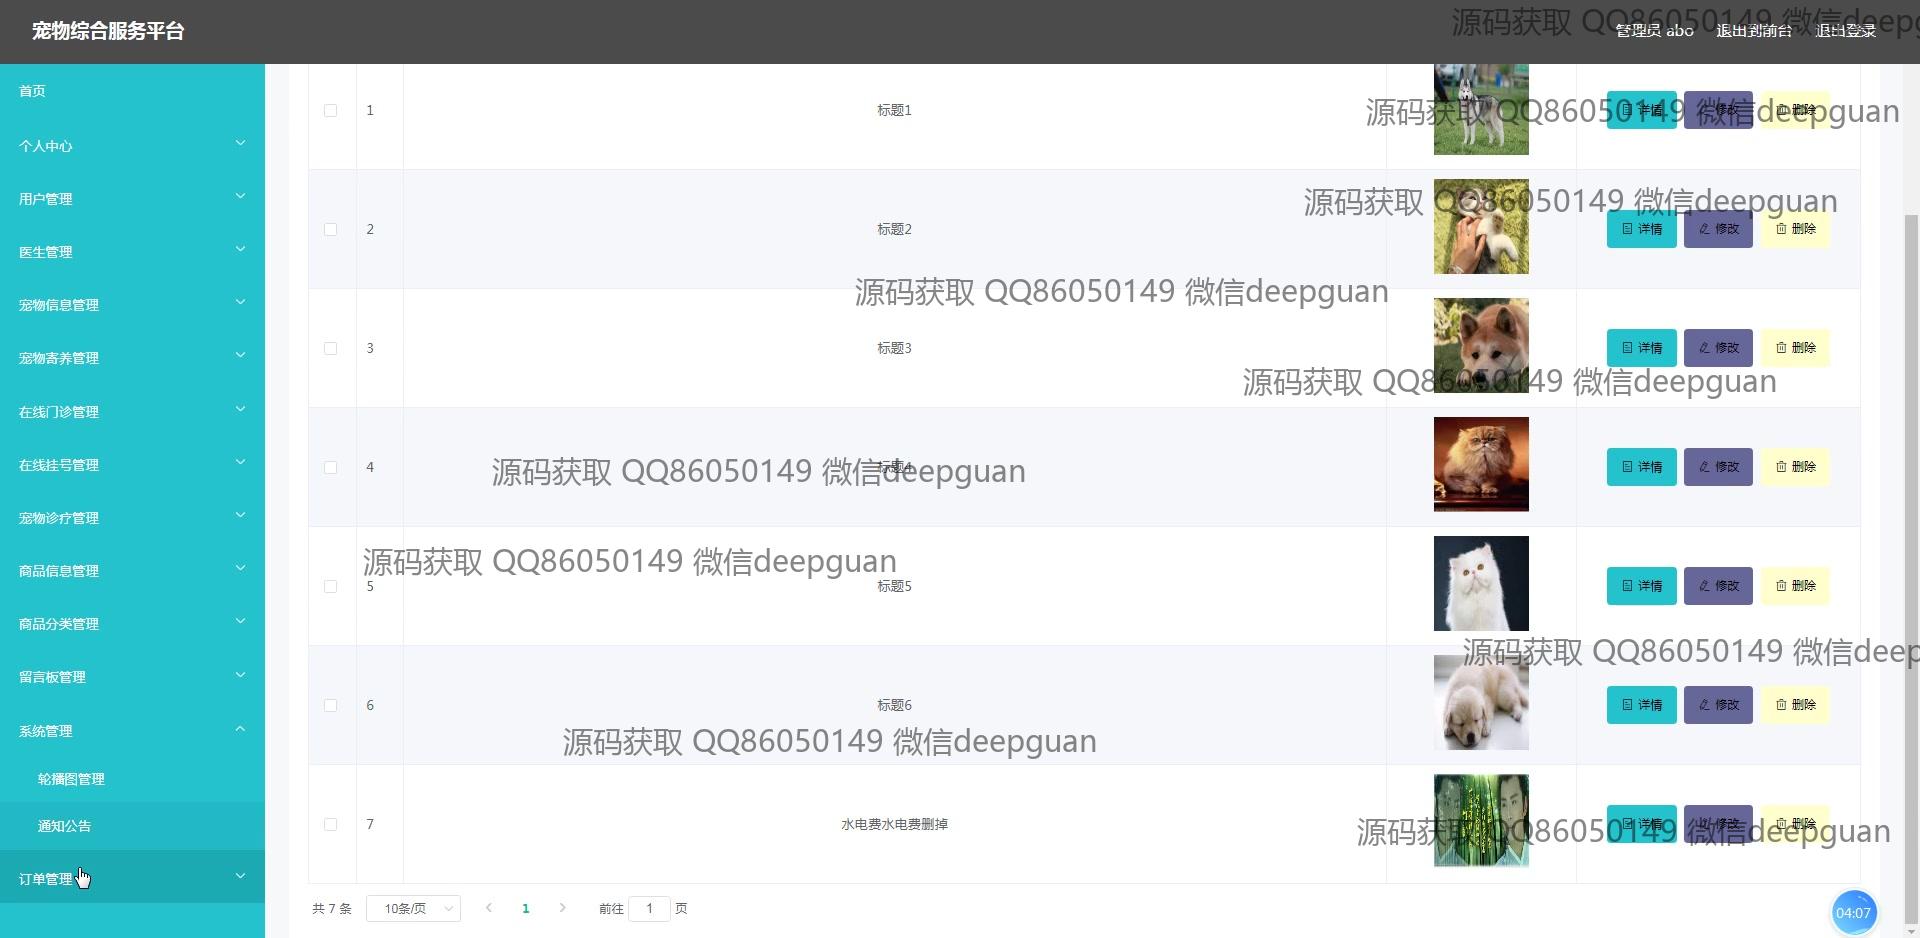 宠物综合服务平台
源码获取 QQ86050149 微信deepg
管理员 abo 退出到前台 退出登录
首页
个人中心
用户管理
医生管理
宠物信息管理
宠物寄养管理
在线门诊管理
在线挂号管理
宠物诊疗管理
商品信息管理
商品分类管理
留言板管理
系统管理
轮播图管理
通知公告
订单管理
1 标题1 详情 修改 删除
源码获取 QQ86050149 微信deepguan
源码获取 QQ86050149 微信deepguan
2 标题2 详情 修改 删除
源码获取 QQ86050149 微信deepguan
3 标题3 详情 修改 删除
源码获取 QQ86050149 微信deepguan
4 标题4 详情 修改 删除
源码获取 QQ86050149 微信deepguan
源码获取 QQ86050149 微信deepguan
5 标题5 详情 修改 删除
源码获取 QQ86050149 微信deep
6 标题6 详情 修改 删除
源码获取 QQ86050149 微信deepguan
7 水电费水电费删掉 详情 修改 删除
源码获取 QQ86050149 微信deepguan
共 7 条 10条/页 1 前往 1 页
04:07